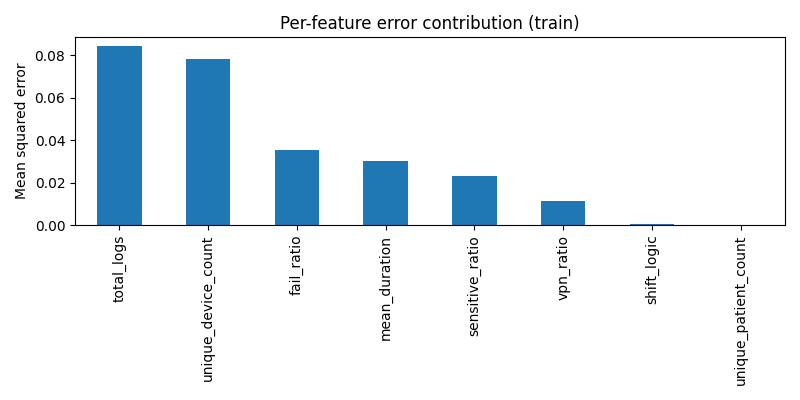 Per-feature error contribution (train)
Mean squared error
0.08
0.06
0.04
0.02
0.00
total_logs
unique_device_count
fail_ratio
mean_duration
sensitive_ratio
vpn_ratio
shift_logic
unique_patient_count